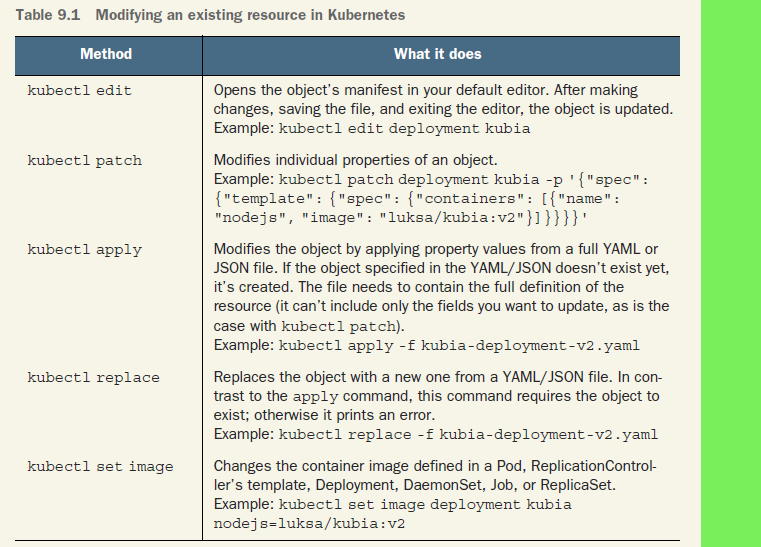 Table 9.1 Modifying an existing resource in Kubernetes
Method What it does
kubectl edit Opens the object's manifest in your default editor. After making
changes, saving the file, and exiting the editor, the object is updated.
Example: kubectl edit deployment kubia
kubectl patch Modifies individual properties of an object.
Example: kubectl patch deployment kubia -p '{"spec":
{"template": {"spec": {"containers": [{"name":
"nodejs", "image": "luksa/kubia:v2"}]}}}}'
kubectl apply Modifies the object by applying property values from a full YAML or
JSON file. If the object specified in the YAML/JSON doesn't exist yet,
it's created. The file needs to contain the full definition of the
resource (it can't include only the fields you want to update, as is the
case with kubectl patch).
Example: kubectl apply -f kubia-deployment-v2.yaml
kubectl replace Replaces the object with a new one from a YAML/JSON file. In con-
trast to the apply command, this command requires the object to
exist; otherwise it prints an error.
Example: kubectl replace -f kubia-deployment-v2.yaml
kubectl set image Changes the container image defined in a Pod, ReplicationControl-
ler's template, Deployment, DaemonSet, Job, or ReplicaSet.
Example: kubectl set image deployment kubia
nodejs=luksa/kubia:v2